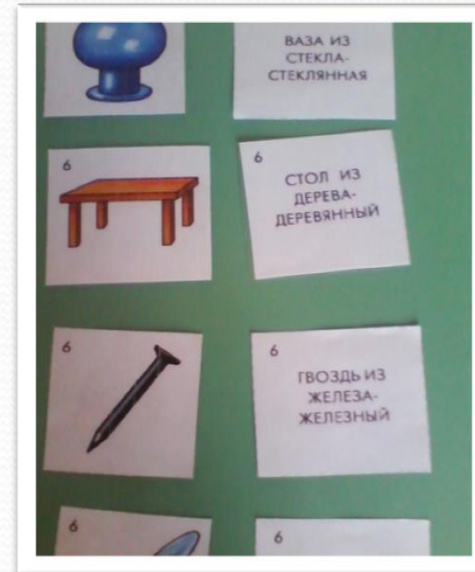 ВАЗА ИЗ
СТЕКЛА-
СТЕКЛЯННАЯ
6
6
СТОЛ ИЗ
ДЕРЕВА-
ДЕРЕВЯННЫЙ
6
6
ГВОЗДЬ ИЗ
ЖЕЛЕЗА-
ЖЕЛЕЗНЫЙ
6
6